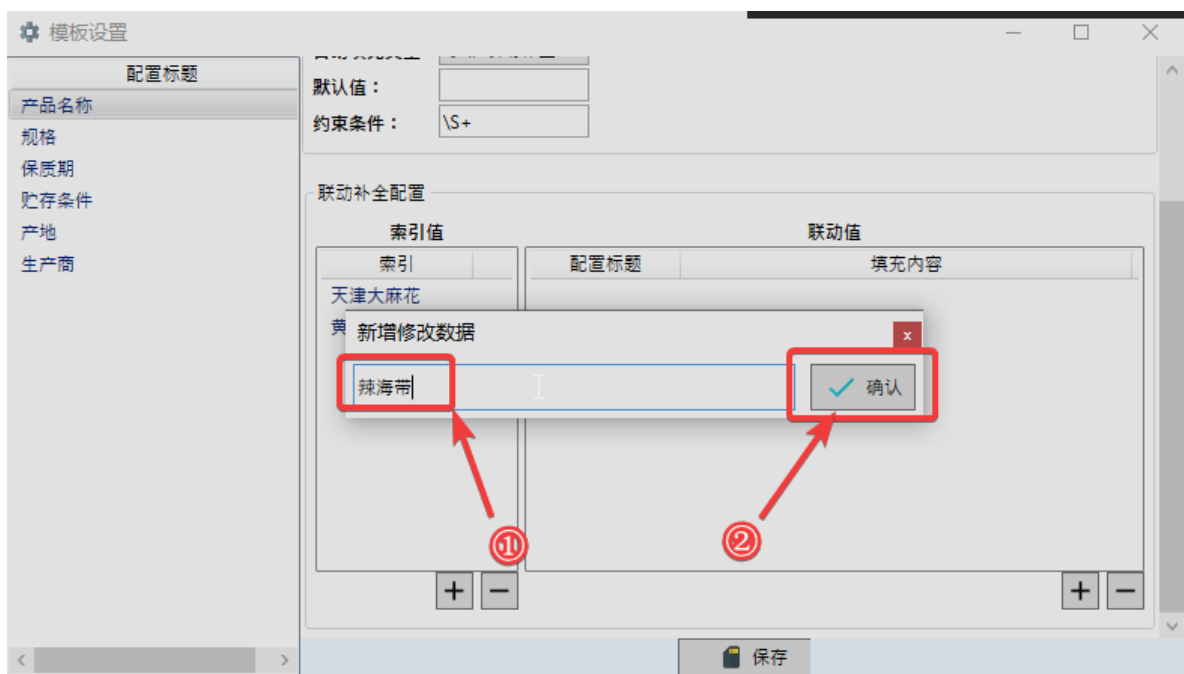 模板设置
配置标题
产品名称
规格
保质期
贮存条件
产地
生产商
默认值：
约束条件： \S+
联动补全配置
索引值 联动值
索引 配置标题 填充内容
天津大麻花
黄
新增修改数据
x
辣海带 确认
① ②
+ − + −
保存